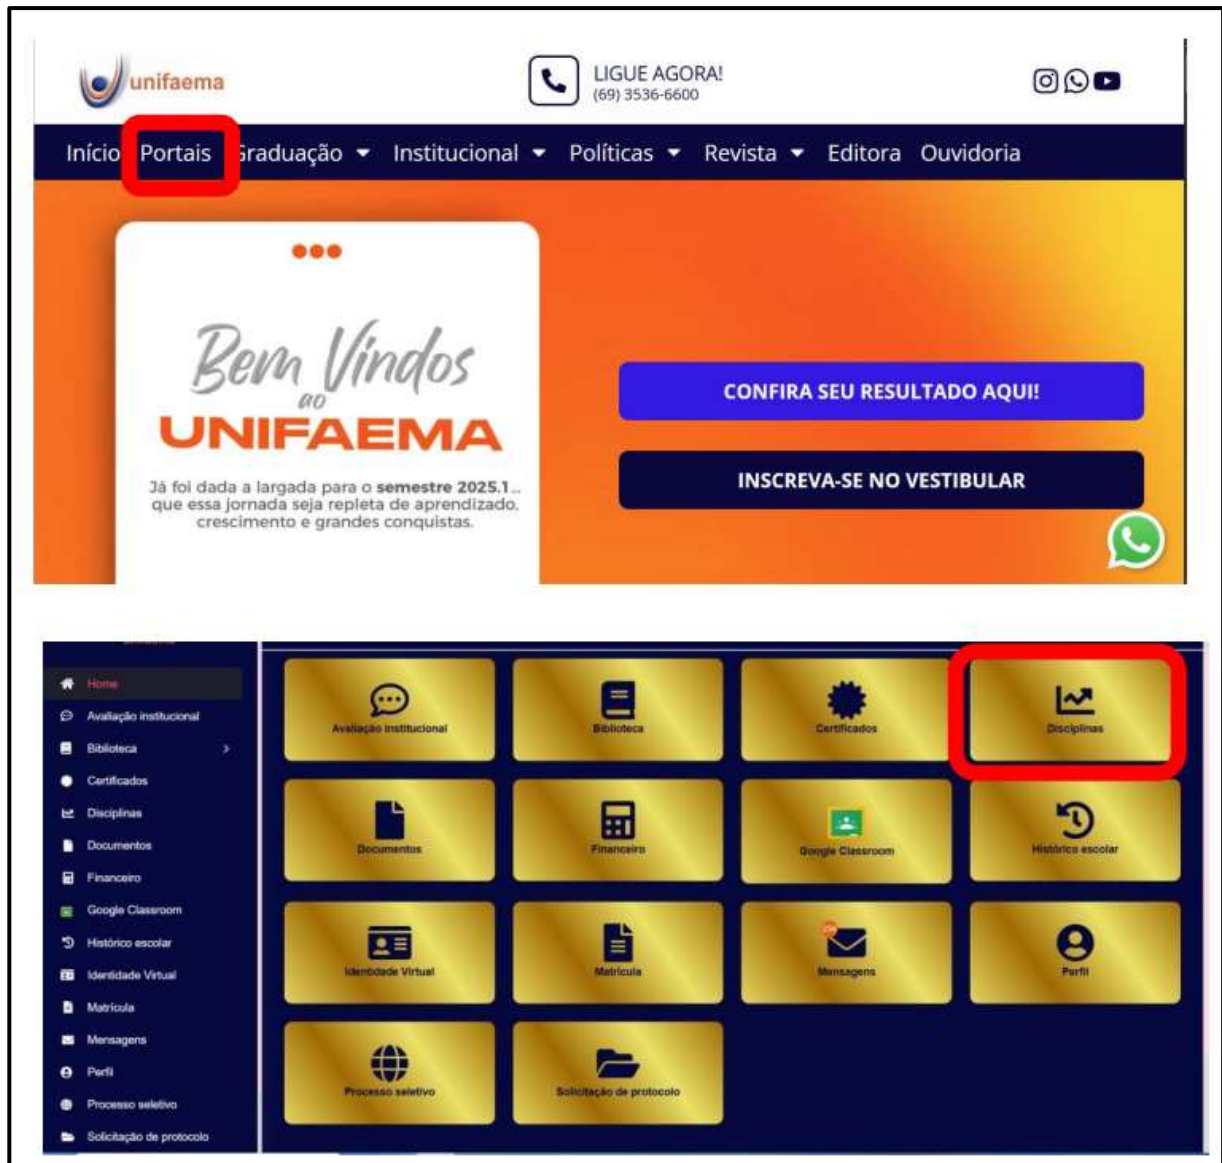 unifaema
LIGUE AGORA!
(69) 3536-6600
Início Portais Graduação Institucional Políticas Revista Editora Ouvidoria
Bem Vindos
ao
UNIFAEMA
Já foi dada a largada para o semestre 2025.1...
que essa jornada seja repleta de aprendizado,
crescimento e grandes conquistas.
CONFIRA SEU RESULTADO AQUI!
INSCREVA-SE NO VESTIBULAR
Home
Avaliação institucional
Biblioteca
Certificados
Disciplinas
Documentos
Financeiro
Google Classroom
Histórico escolar
Identidade Virtual
Matrícula
Mensagens
Perfil
Processo seletivo
Solicitação de protocolo
Avaliação institucional
Biblioteca
Certificados
Disciplinas
Documentos
Financeiro
Google Classroom
Histórico escolar
Identidade Virtual
Matrícula
Mensagens
Perfil
Processo seletivo
Solicitação de protocolo